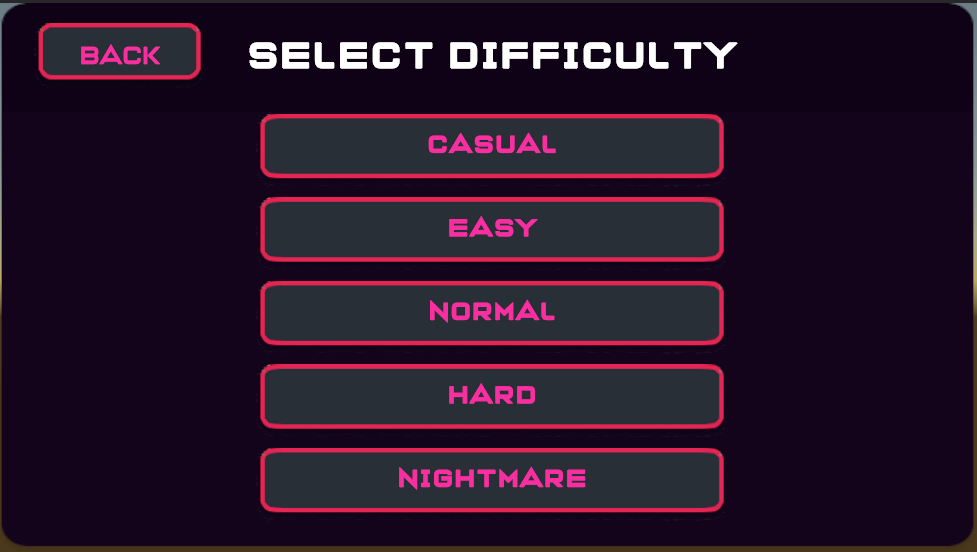 BACK
SELECT DIFFICULTY
CASUAL
EASY
NORMAL
HARD
NIGHTMARE